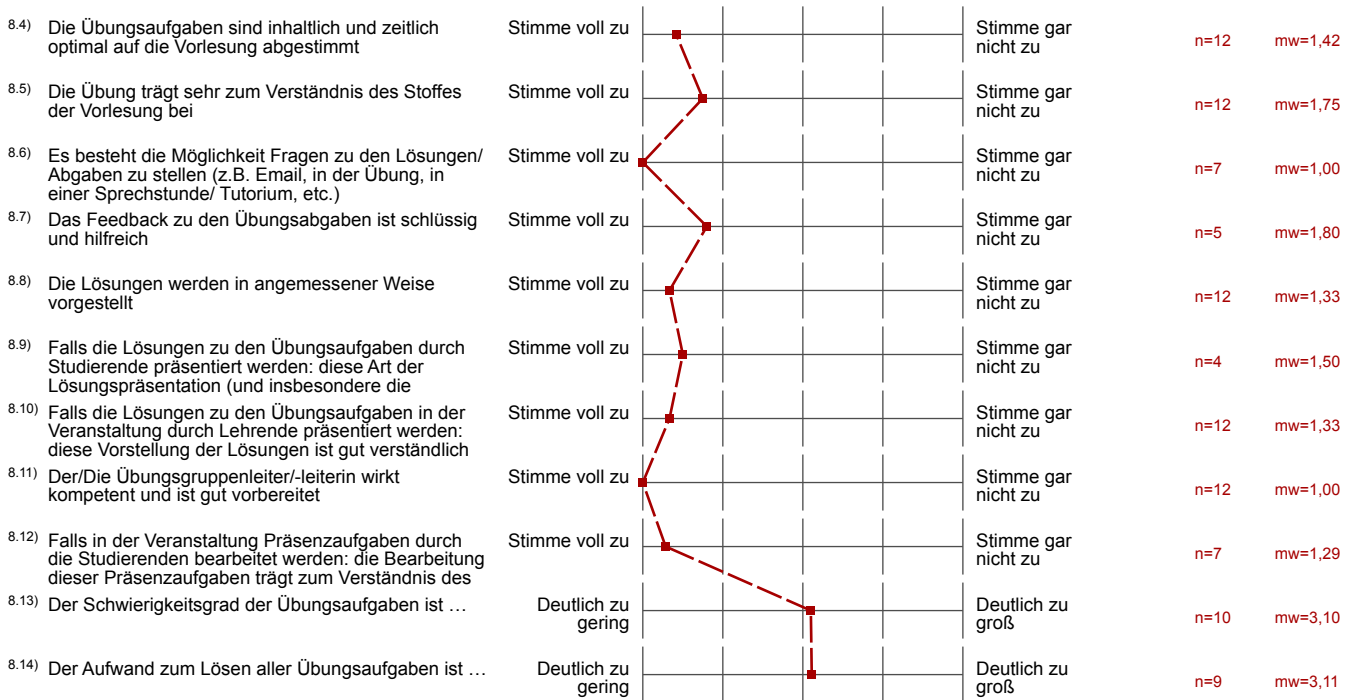 8.4) Die Übungsaufgaben sind inhaltlich und zeitlich
optimal auf die Vorlesung abgestimmt
Stimme voll zu
Stimme gar
nicht zu
n=12 mw=1,42
8.5) Die Übung trägt sehr zum Verständnis des Stoffes
der Vorlesung bei
Stimme voll zu
Stimme gar
nicht zu
n=12 mw=1,75
8.6) Es besteht die Möglichkeit Fragen zu den Lösungen/
Abgaben zu stellen (z.B. Email, in der Übung, in
einer Sprechstunde/ Tutorium, etc.)
Stimme voll zu
Stimme gar
nicht zu
n=7 mw=1,00
8.7) Das Feedback zu den Übungsabgaben ist schlüssig
und hilfreich
Stimme voll zu
Stimme gar
nicht zu
n=5 mw=1,80
8.8) Die Lösungen werden in angemessener Weise
vorgestellt
Stimme voll zu
Stimme gar
nicht zu
n=12 mw=1,33
8.9) Falls die Lösungen zu den Übungsaufgaben durch
Studierende präsentiert werden: diese Art der
Lösungspräsentation (und insbesondere die
Stimme voll zu
Stimme gar
nicht zu
n=4 mw=1,50
8.10) Falls die Lösungen zu den Übungsaufgaben in der
Veranstaltung durch Lehrende präsentiert werden:
diese Vorstellung der Lösungen ist gut verständlich
Stimme voll zu
Stimme gar
nicht zu
n=12 mw=1,33
8.11) Der/Die Übungsgruppenleiter/-leiterin wirkt
kompetent und ist gut vorbereitet
Stimme voll zu
Stimme gar
nicht zu
n=12 mw=1,00
8.12) Falls in der Veranstaltung Präsenzaufgaben durch
die Studierenden bearbeitet werden: die Bearbeitung
dieser Präsenzaufgaben trägt zum Verständnis des
Stimme voll zu
Stimme gar
nicht zu
n=7 mw=1,29
8.13) Der Schwierigkeitsgrad der Übungsaufgaben ist …
Deutlich zu
gering
Deutlich zu
groß
n=10 mw=3,10
8.14) Der Aufwand zum Lösen aller Übungsaufgaben ist …
Deutlich zu
gering
Deutlich zu
groß
n=9 mw=3,11